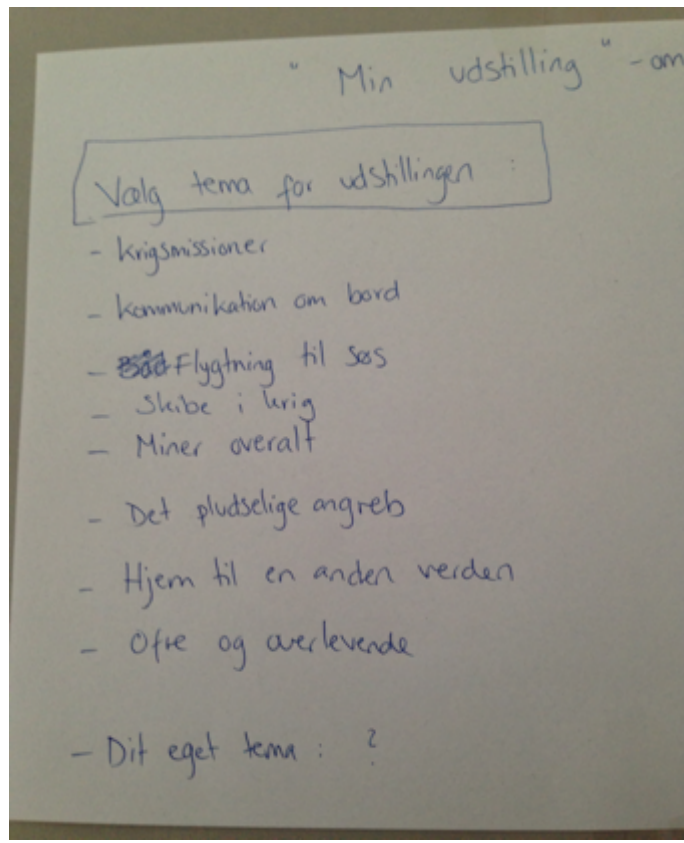 "Min udstilling" - om
Vælg tema for udstillingen :
- Krigsmissioner
- Kommunikation om bord
- Flygtning til søs
- Skibe i krig
- Miner overalt
- Det pludselige angreb
- Hjem til en anden verden
- Ofre og overlevende
- Dit eget tema : ?